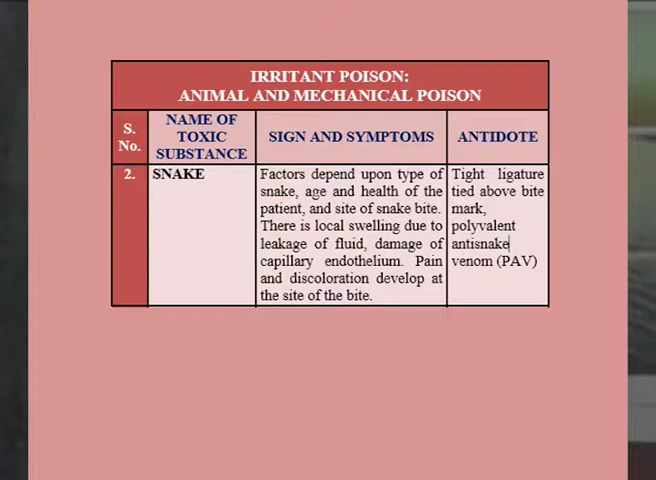 IRRITANT POISON:
ANIMAL AND MECHANICAL POISON
S.
No.
NAME OF
TOXIC
SUBSTANCE
SIGN AND SYMPTOMS
ANTIDOTE
2.
SNAKE
Factors depend upon type of
snake, age and health of the
patient, and site of snake bite.
There is local swelling due to
leakage of fluid, damage of
capillary endothelium. Pain
and discoloration develop at
the site of the bite.
Tight ligature
tied above bite
mark,
polyvalent
antisnake
venom (PAV)